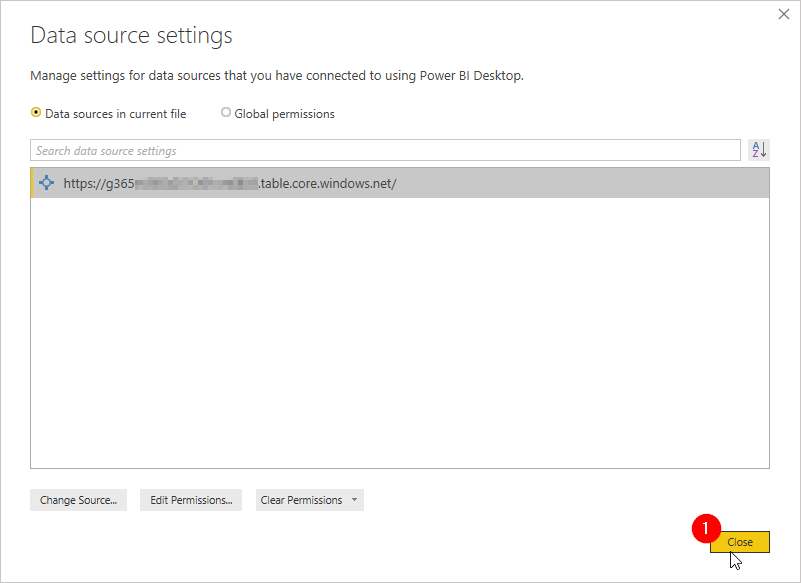 Data source settings
Manage settings for data sources that you have connected to using Power BI Desktop.
Data sources in current file Global permissions
Search data source settings
A
Z
https://g365 .table.core.windows.net/
Change Source... Edit Permissions... Clear Permissions
1
Close